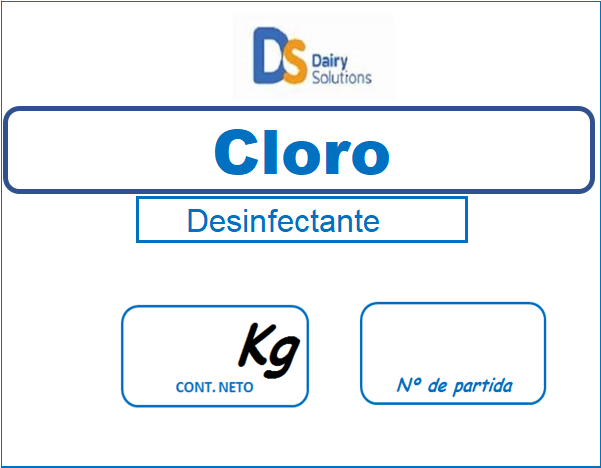 DS Dairy
Solutions
Cloro
Desinfectante
Kg
CONT. NETO
Nº de partida